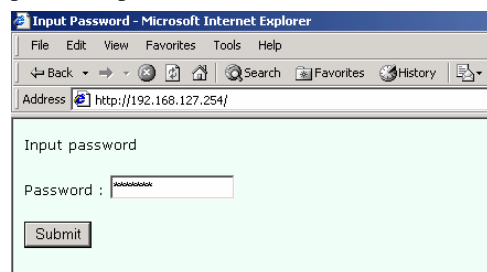 Input Password - Microsoft Internet Explorer
File Edit View Favorites Tools Help
Back Search Favorites History
Address http://192.168.127.254/
Input password
Password : ********
Submit